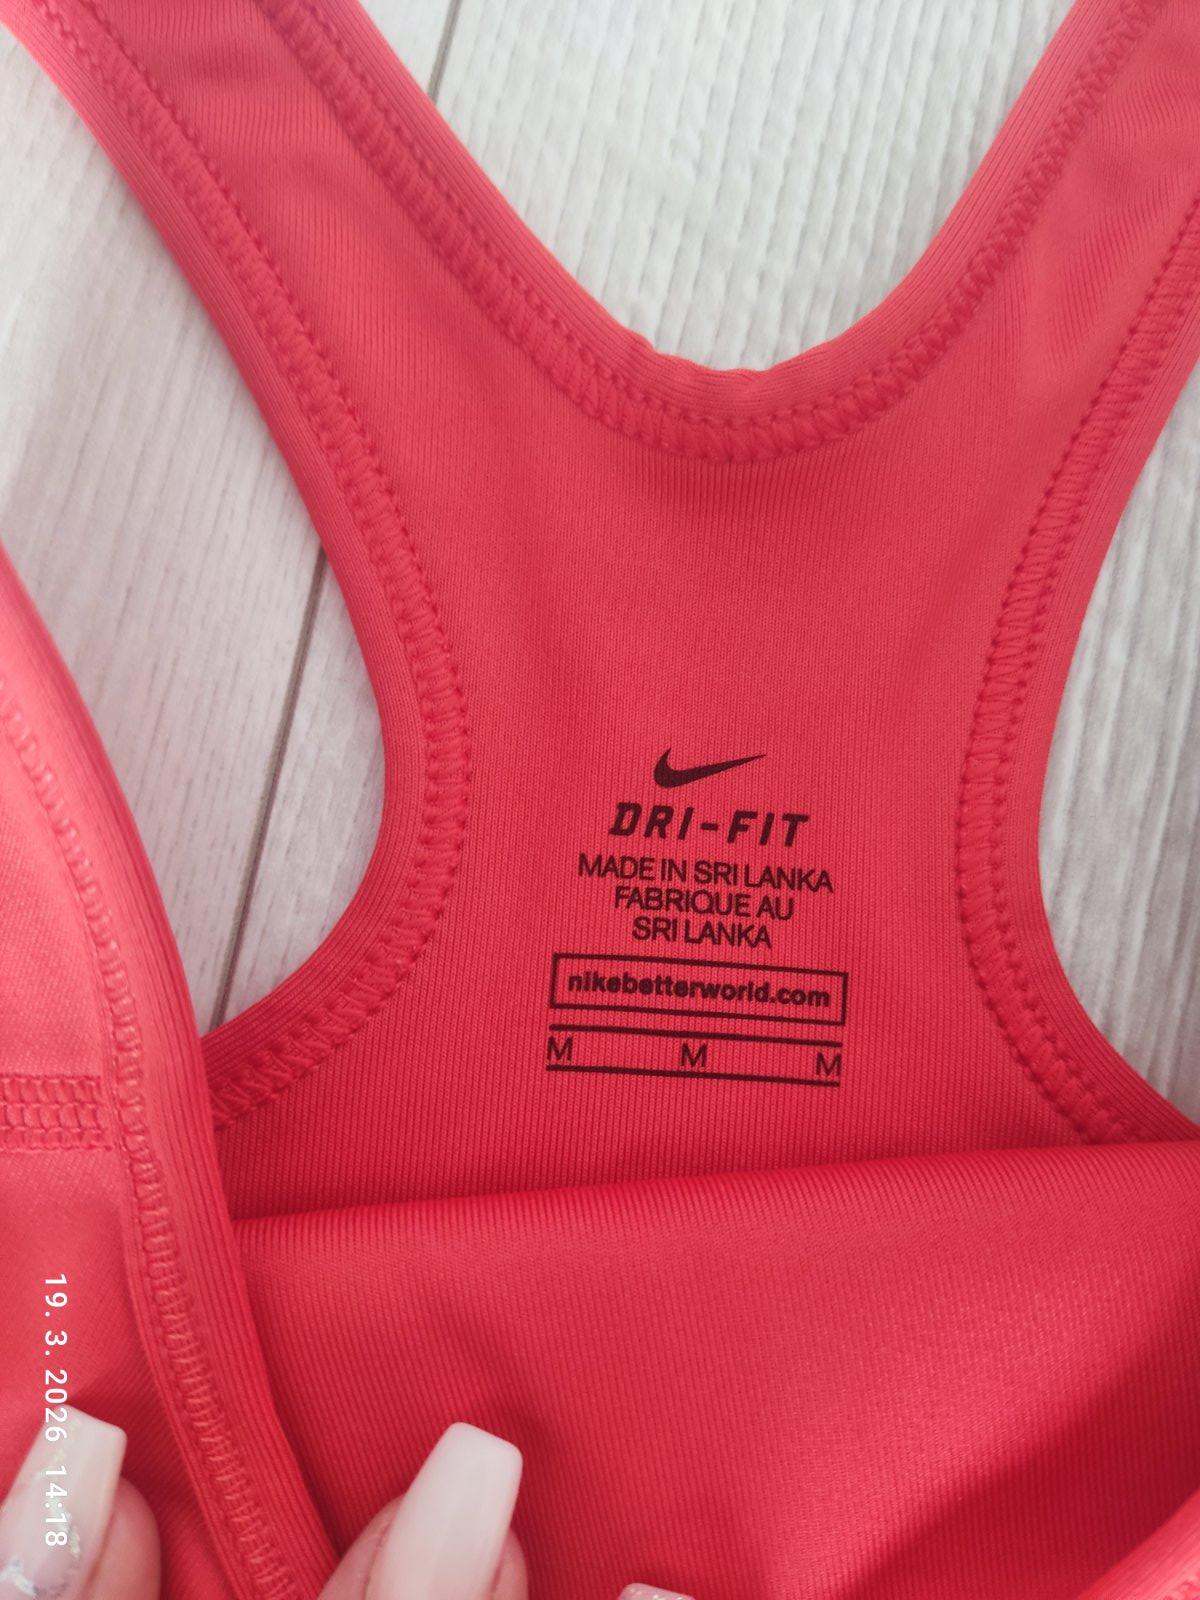 DRI-FIT
MADE IN SRI LANKA
FABRIQUE AU
SRI LANKA
nikebetterworld.com
M M M
19. 3. 2026 14:18